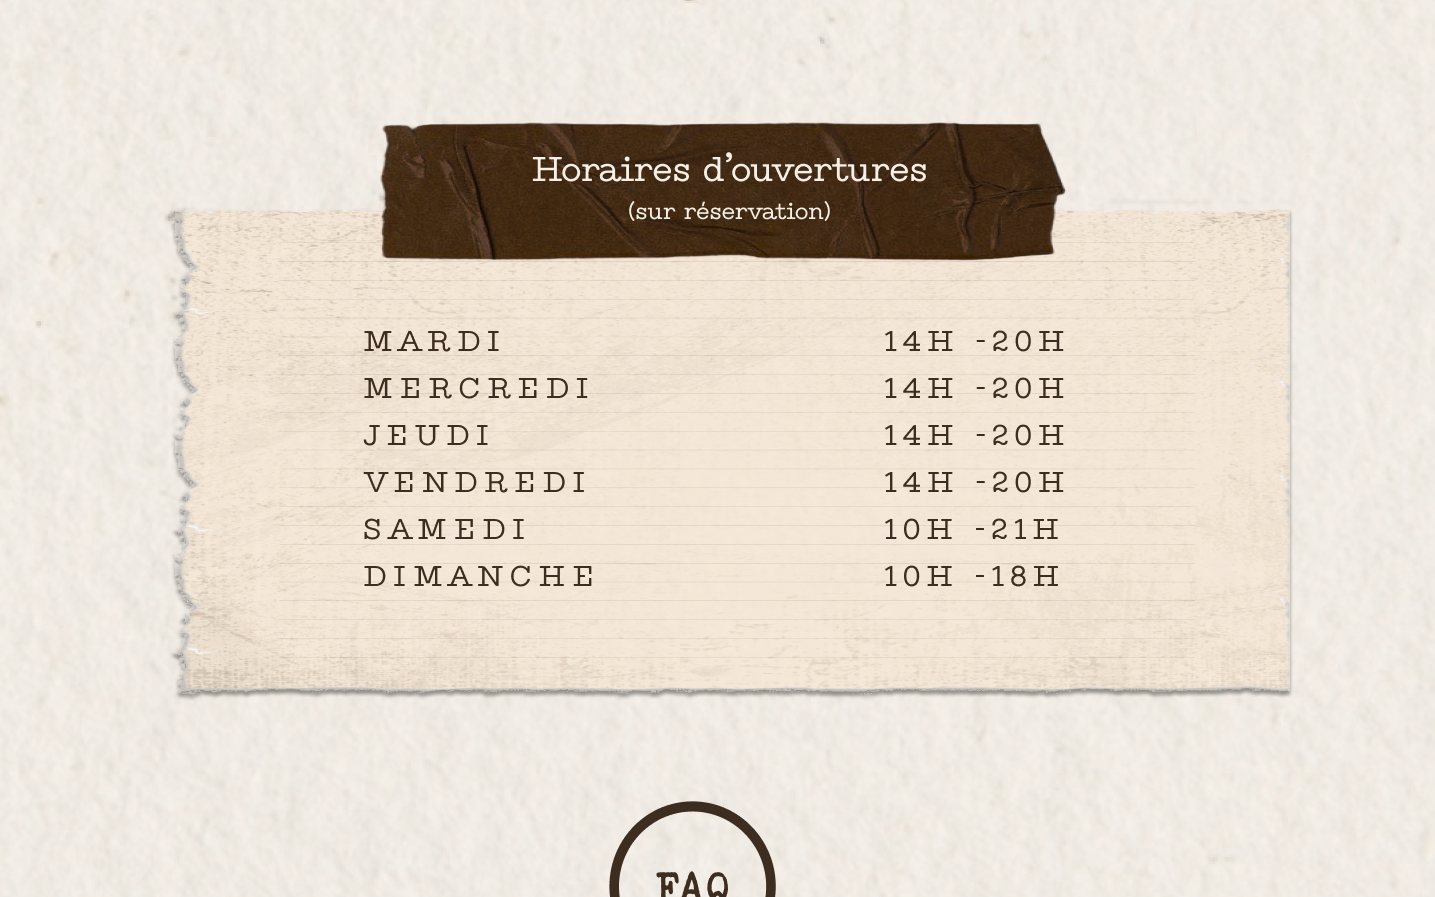 Horaires d’ouvertures
(sur réservation)
MARDI 14H -20H
MERCREDI 14H -20H
JEUDI 14H -20H
VENDREDI 14H -20H
SAMEDI 10H -21H
DIMANCHE 10H -18H
FAQ